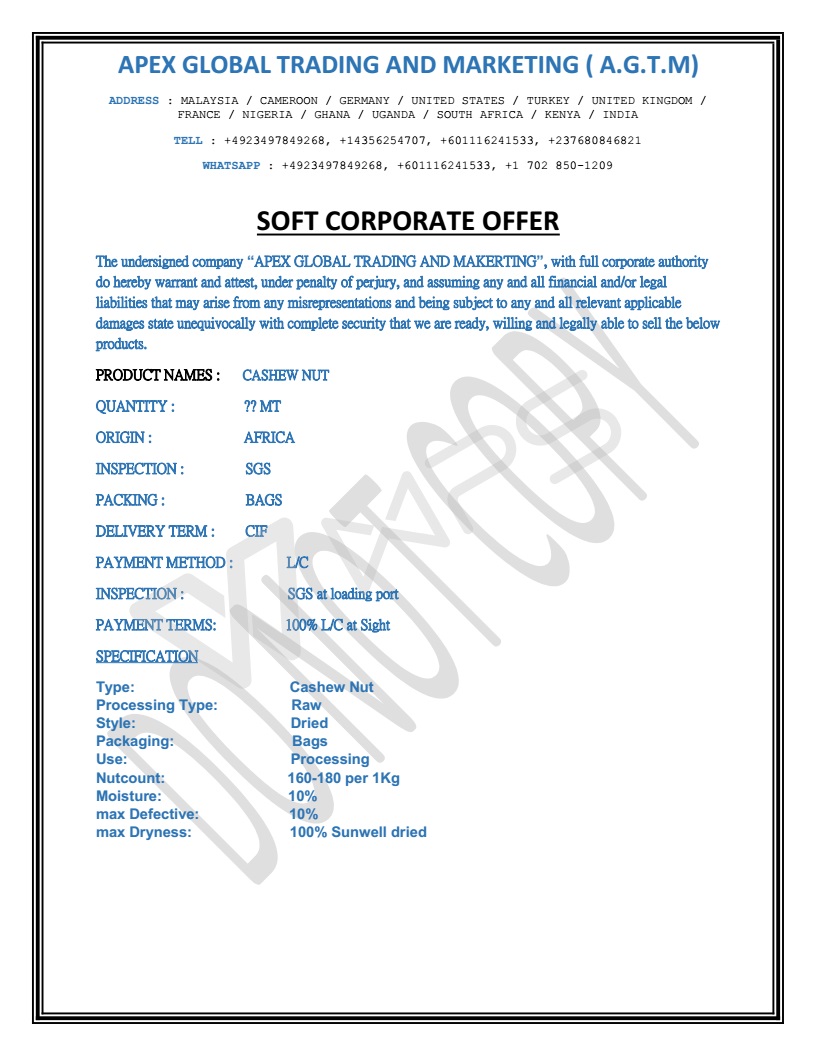 APEX GLOBAL TRADING AND MARKETING ( A.G.T.M)
ADDRESS : MALAYSIA / CAMEROON / GERMANY / UNITED STATES / TURKEY / UNITED KINGDOM /
FRANCE / NIGERIA / GHANA / UGANDA / SOUTH AFRICA / KENYA / INDIA
TELL : +4923497849268, +14356254707, +601116241533, +237680846821
WHATSAPP : +4923497849268, +601116241533, +1 702 850-1209
SOFT CORPORATE OFFER
The undersigned company “APEX GLOBAL TRADING AND MAKERTING”, with full corporate authority
do hereby warrant and attest, under penalty of perjury, and assuming any and all financial and/or legal
liabilities that may arise from any misrepresentations and being subject to any and all relevant applicable
damages state unequivocally with complete security that we are ready, willing and legally able to sell the below
products.
PRODUCT NAMES : CASHEW NUT
QUANTITY : ?? MT
ORIGIN : AFRICA
INSPECTION : SGS
PACKING : BAGS
DELIVERY TERM : CIF
PAYMENT METHOD : L/C
INSPECTION : SGS at loading port
PAYMENT TERMS: 100% L/C at Sight
SPECIFICATION
Type: Cashew Nut
Processing Type: Raw
Style: Dried
Packaging: Bags
Use: Processing
Nutcount: 160-180 per 1Kg
Moisture: 10%
max Defective: 10%
max Dryness: 100% Sunwell dried
DO NOT COPY